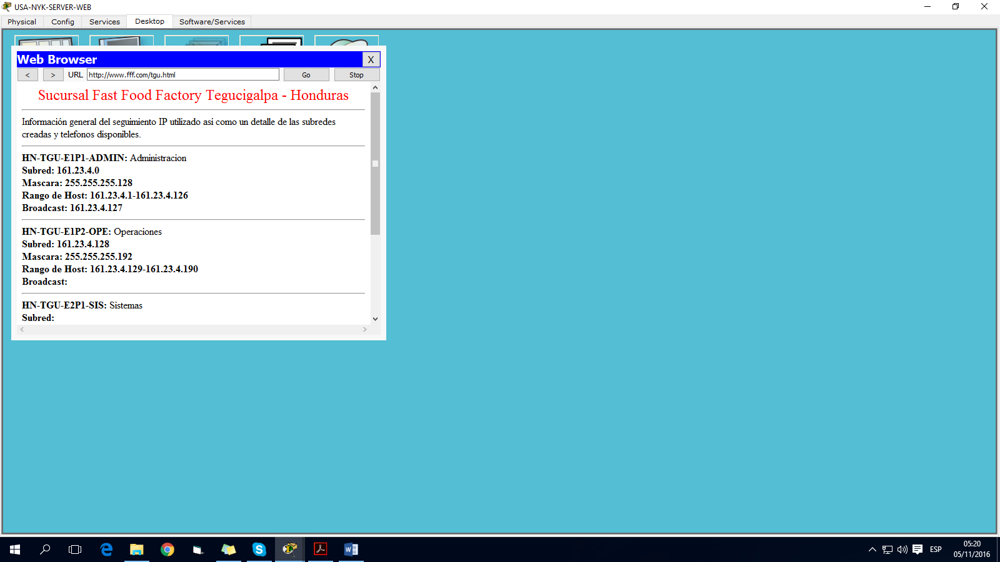 USA-NYK-SERVER-WEB
Physical Config Services Desktop Software/Services
Web Browser X
< > URL http://www.fff.com/tgu.html Go Stop
Sucursal Fast Food Factory Tegucigalpa - Honduras
Información general del seguimiento IP utilizado asi como un detalle de las subredes
creadas y telefonos disponibles.
HN-TGU-E1P1-ADMIN: Administracion
Subred: 161.23.4.0
Mascara: 255.255.255.128
Rango de Host: 161.23.4.1-161.23.4.126
Broadcast: 161.23.4.127
HN-TGU-E1P2-OPE: Operaciones
Subred: 161.23.4.128
Mascara: 255.255.255.192
Rango de Host: 161.23.4.129-161.23.4.190
Broadcast:
HN-TGU-E2P1-SIS: Sistemas
Subred:
ESP
05:20
05/11/2016